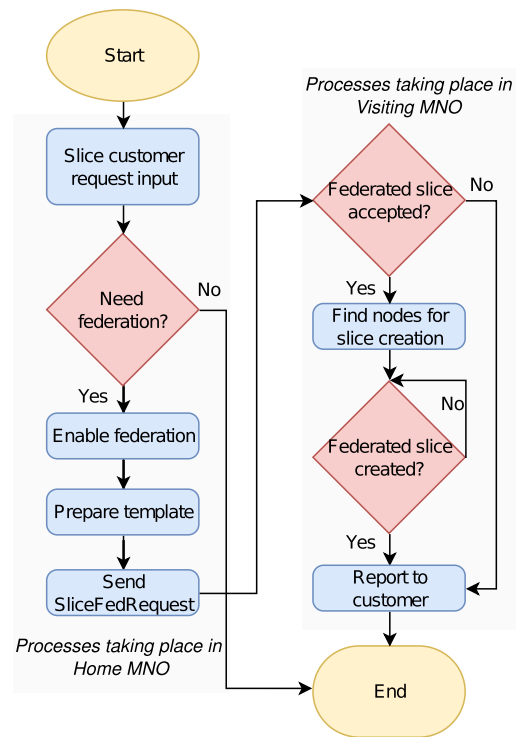 Start
Slice customer
request input
Need
federation?
No
Yes
Enable federation
Prepare template
Send
SliceFedRequest
Processes taking place in
Home MNO
Processes taking place in
Visiting MNO
Federated slice
accepted?
No
Yes
Find nodes for
slice creation
No
Federated slice
created?
Yes
Report to
customer
End